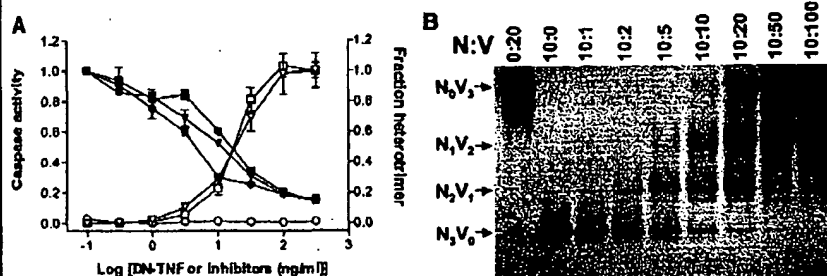 A
1.2
1.0
0.8
0.6
0.4
0.2
0.0
Caspase activity
1.2
1.0
0.8
0.6
0.4
0.2
0.0
Fraction heterotrimer
-1 0 1 2 3
Log [DN-TNF or inhibitors (ng/ml)]
B
N:V
0:20 10:0 10:1 10:2 10:5 10:10 10:20 10:50 10:100
N₀V₃
N₁V₂
N₂V₁
N₃V₀